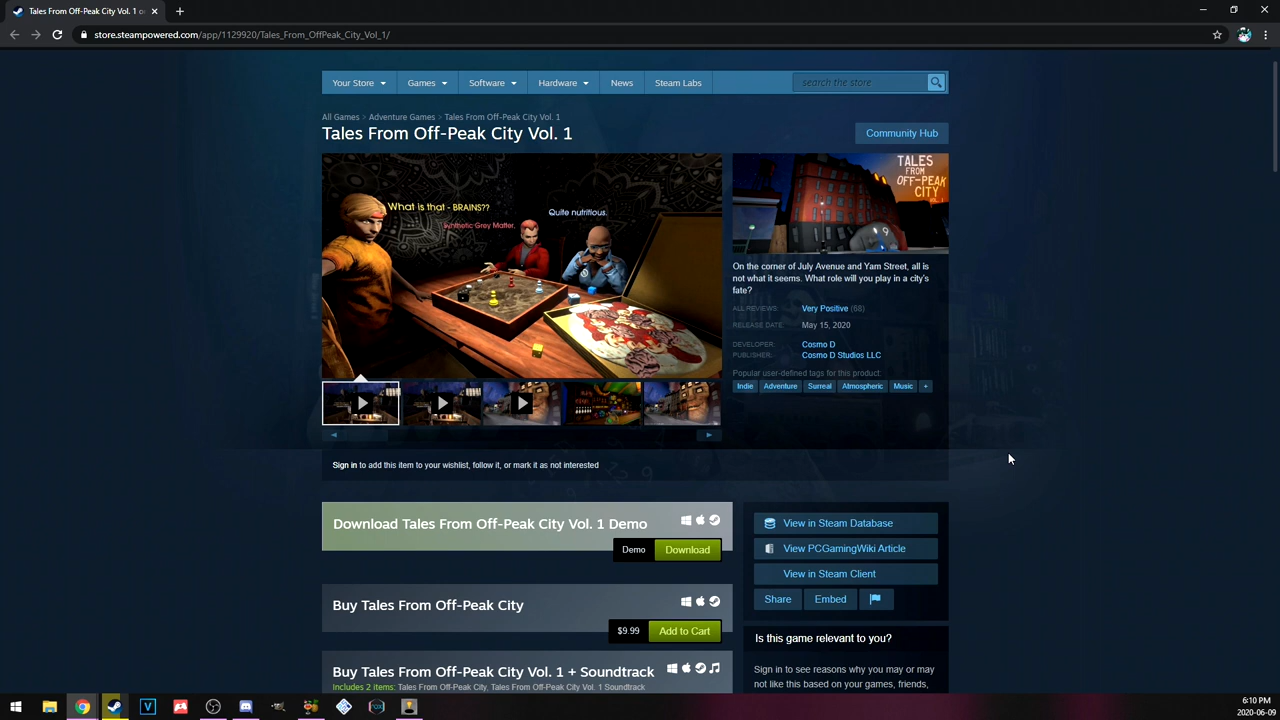 Tales From Off-Peak City Vol. 1 o
store.steampowered.com/app/1129920/Tales_From_OffPeak_City_Vol_1/
Your Store Games Software Hardware News Steam Labs search the store
All Games > Adventure Games > Tales From Off-Peak City Vol. 1
Tales From Off-Peak City Vol. 1
Community Hub
What is that - BRAINS??
Synthetic Grey Matter.
Quite nutritious.
TALES
FROM
OFF-PEAK
CITY
On the corner of July Avenue and Yam Street, all is
not what it seems. What role will you play in a city's
fate?
ALL REVIEWS: Very Positive (68)
RELEASE DATE: May 15, 2020
DEVELOPER: Cosmo D
PUBLISHER: Cosmo D Studios LLC
Popular user-defined tags for this product:
Indie Adventure Surreal Atmospheric Music +
Sign in to add this item to your wishlist, follow it, or mark it as not interested
Download Tales From Off-Peak City Vol. 1 Demo
Demo Download
Buy Tales From Off-Peak City
$9.99 Add to Cart
Buy Tales From Off-Peak City Vol. 1 + Soundtrack
Includes 2 items: Tales From Off-Peak City, Tales From Off-Peak City Vol. 1 Soundtrack
View in Steam Database
View PCGamingWiki Article
View in Steam Client
Share Embed
Is this game relevant to you?
Sign in to see reasons why you may or may
not like this based on your games, friends,
6:10 PM
2020-06-09